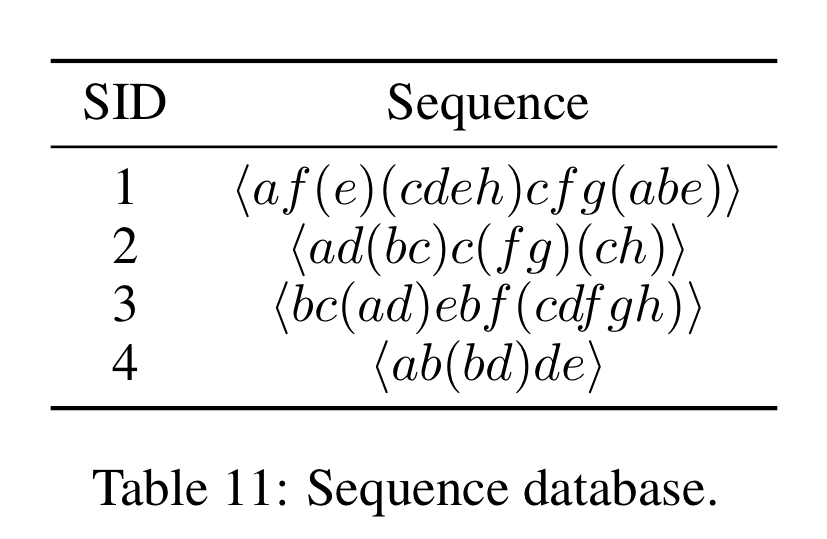 SID Sequence
1 ⟨af(e)(cdeh)cfg(abe)⟩
2 ⟨ad(bc)c(fg)(ch)⟩
3 ⟨bc(ad)ebf(cdfgh)⟩
4 ⟨ab(bd)de⟩
Table 11: Sequence database.